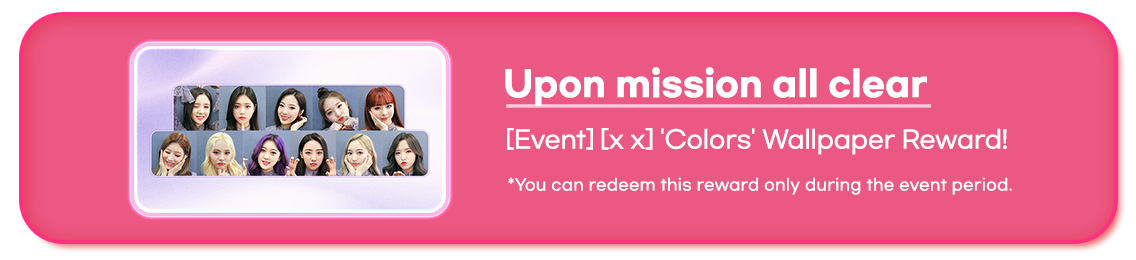 Upon mission all clear
[Event] [x x] 'Colors' Wallpaper Reward!
*You can redeem this reward only during the event period.